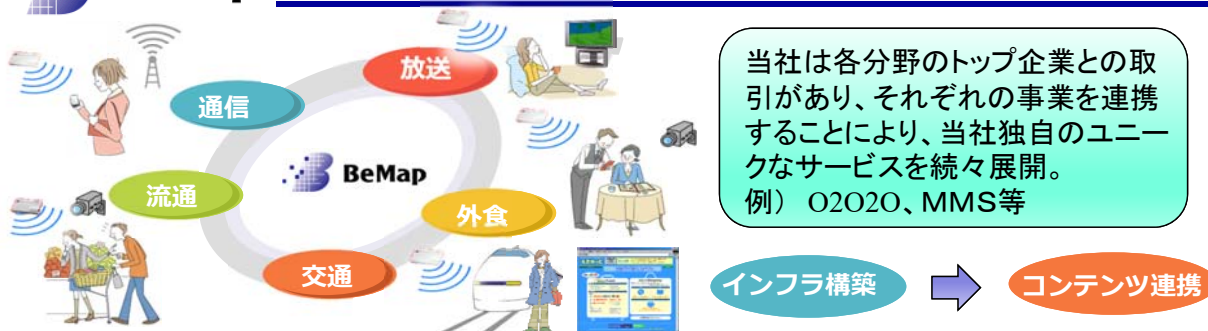 放送
通信
BeMap
流通
外食
交通
当社は各分野のトップ企業との取
引があり、それぞれの事業を連携
することにより、当社独自のユニー
クなサービスを続々展開。
例） O2O2O、MMS等
インフラ構築
コンテンツ連携